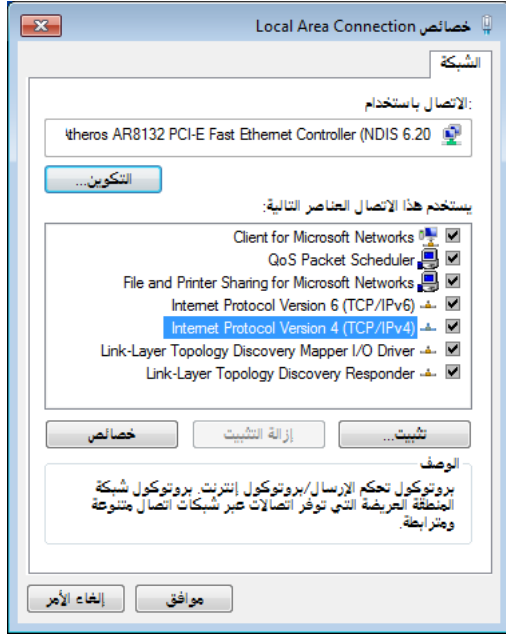 خصائص Local Area Connection
الشبكة
الاتصال باستخدام:
theros AR8132 PCI-E Fast Ethernet Controller (NDIS 6.20
التكوين...
يستخدم هذا الاتصال العناصر التالية:
Client for Microsoft Networks
QoS Packet Scheduler
File and Printer Sharing for Microsoft Networks
Internet Protocol Version 6 (TCP/IPv6)
Internet Protocol Version 4 (TCP/IPv4)
Link-Layer Topology Discovery Mapper I/O Driver
Link-Layer Topology Discovery Responder
تثبيت... إزالة التثبيت خصائص
الوصف
بروتوكول تحكم الإرسال/بروتوكول إنترنت. بروتوكول شبكة
المنطقة العريضة التي توفر اتصالات عبر شبكات اتصال متنوعة
ومترابطة.
موافق إلغاء الأمر